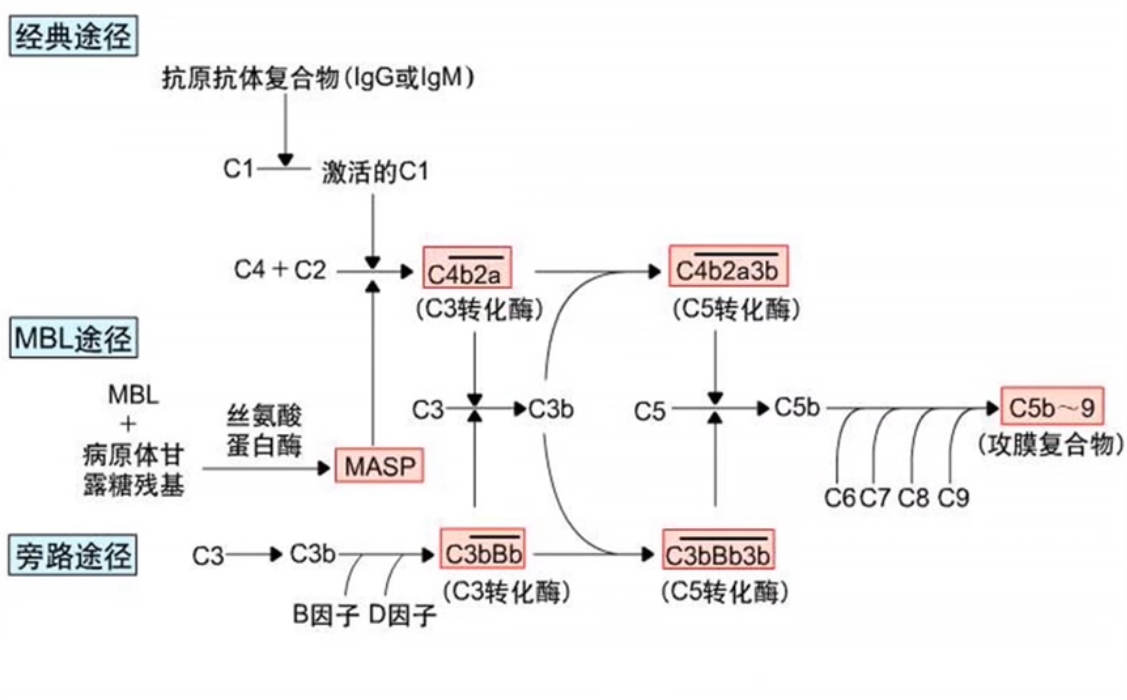 经典途径
抗原抗体复合物(IgG或IgM)
C1
激活的C1
C4+C2
C4b2a
(C3转化酶)
C4b2a3b
(C5转化酶)
MBL途径
MBL
+
病原体甘
露糖残基
丝氨酸
蛋白酶
MASP
C3
C3b
C5
C5b
C5b~9
(攻膜复合物)
C6
C7
C8
C9
旁路途径
C3
C3b
B因子
D因子
C3bBb
(C3转化酶)
C3bBb3b
(C5转化酶)